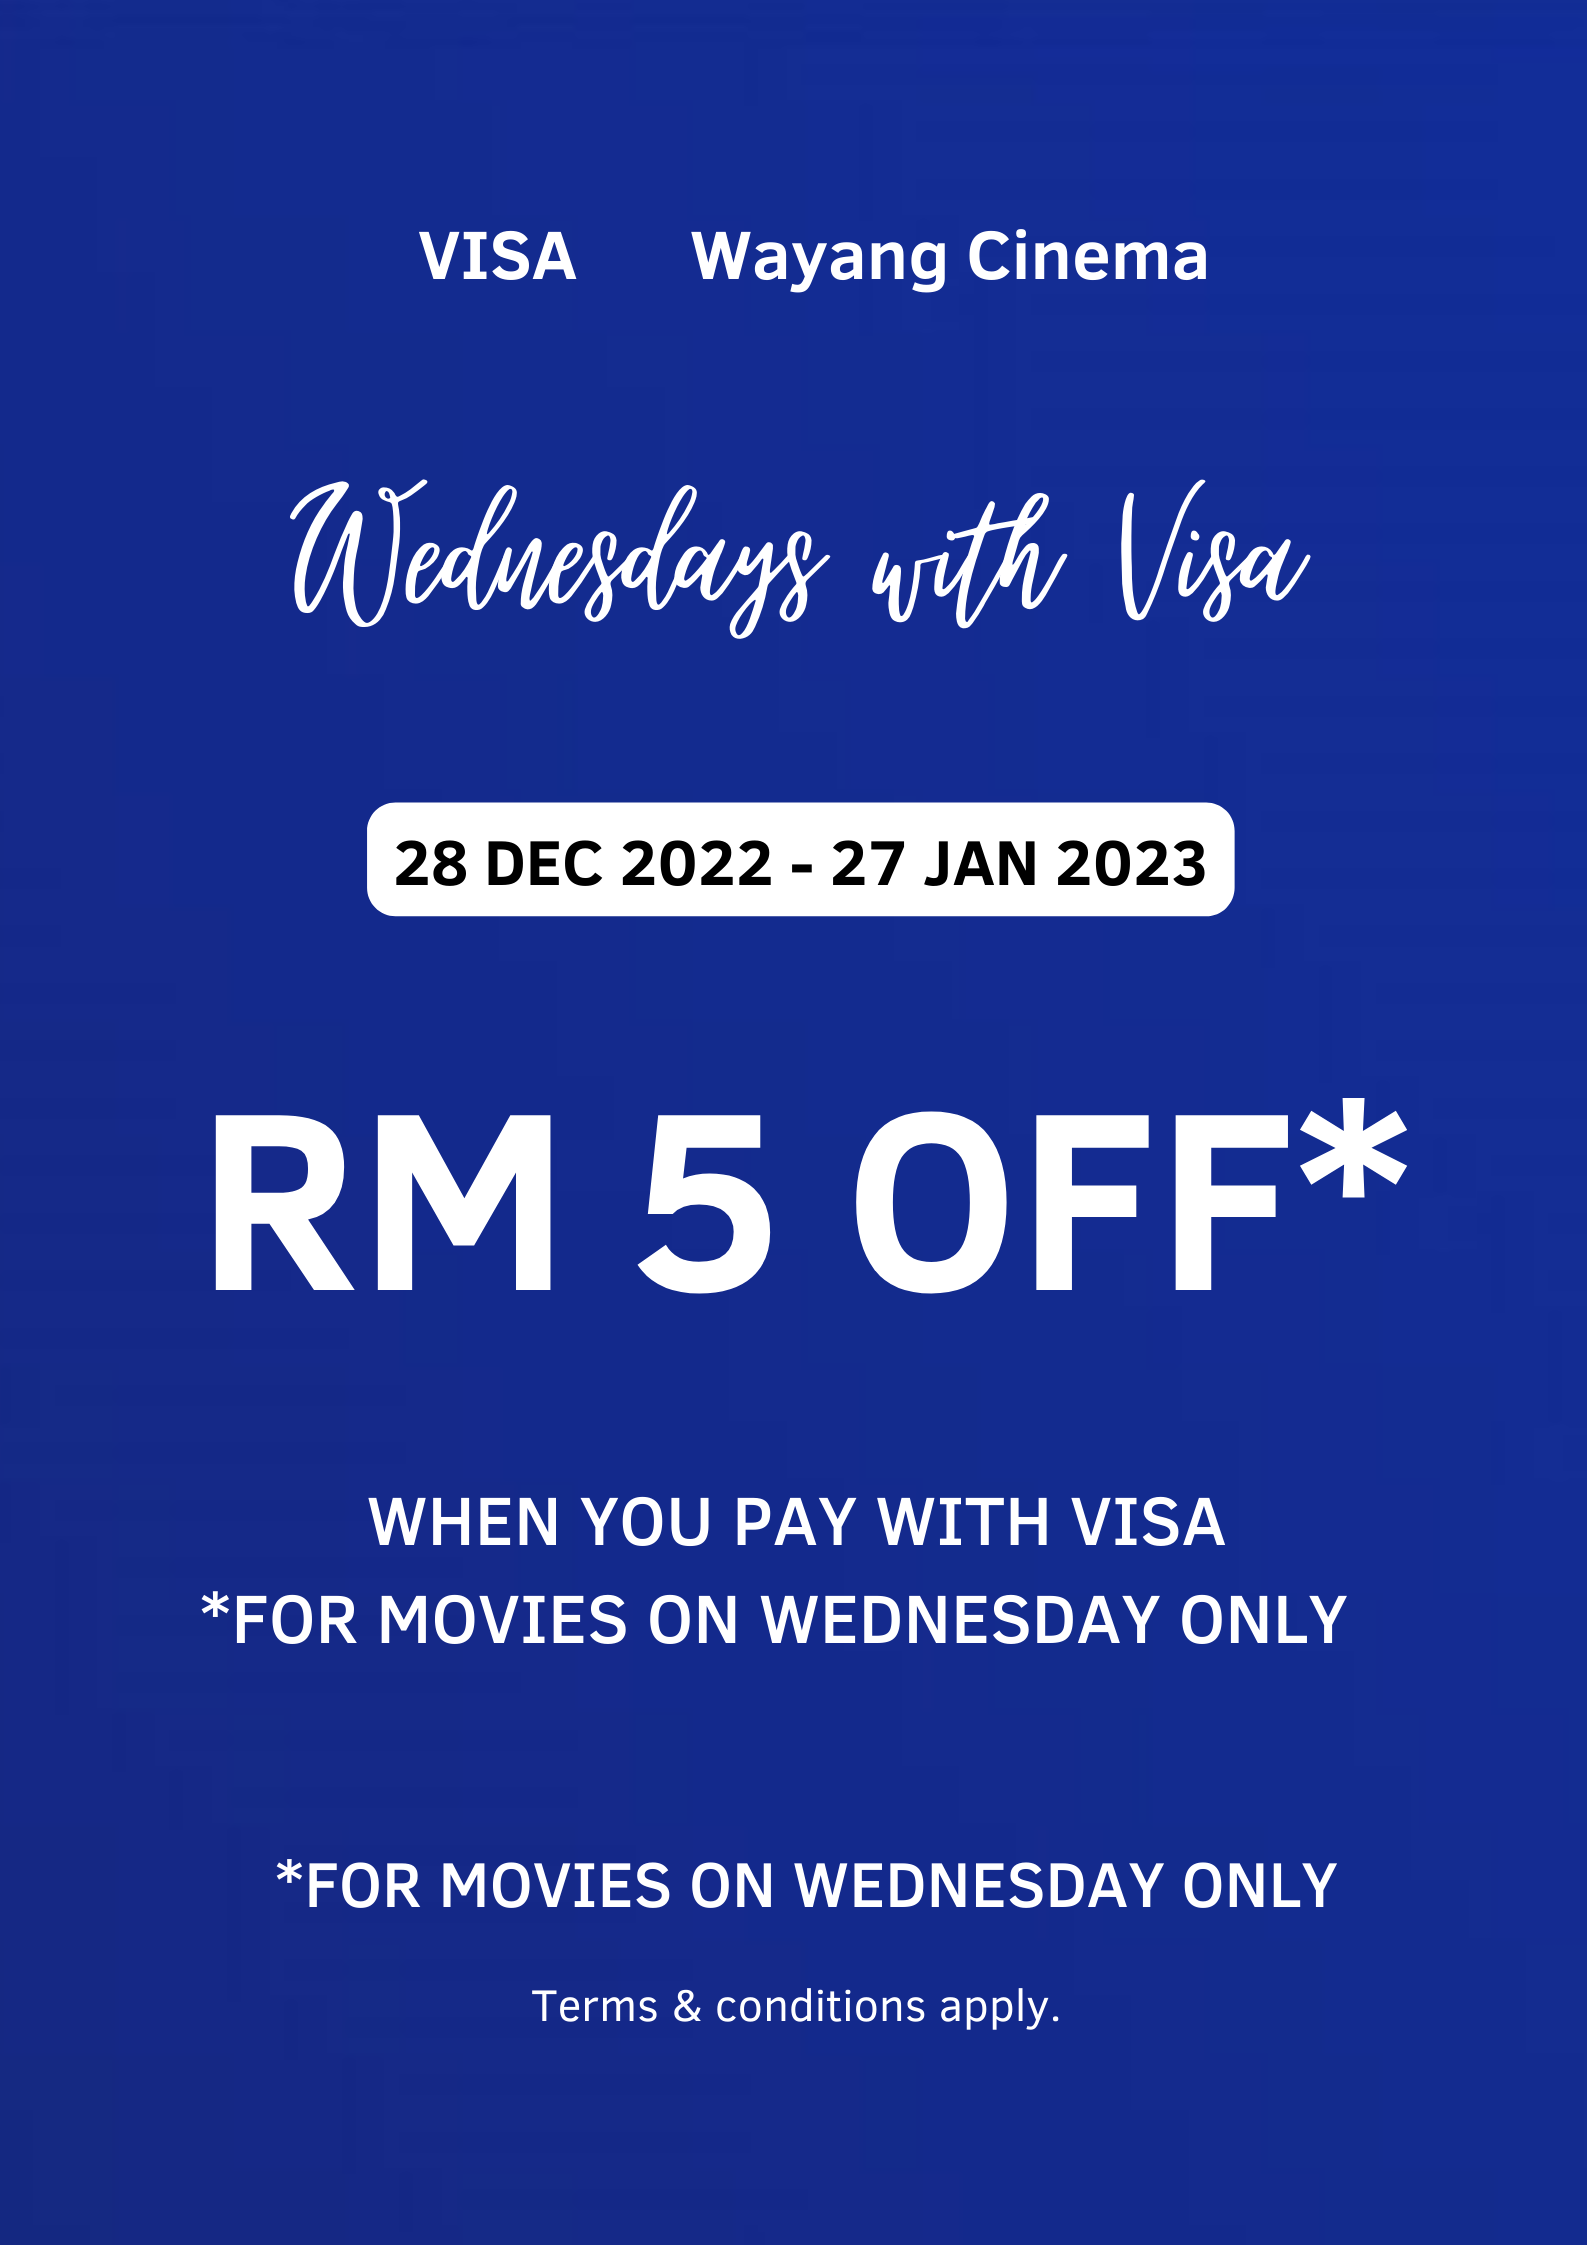 VISA Wayang Cinema
Wednesdays with Visa
28 DEC 2022 - 27 JAN 2023
RM 5 OFF*
WHEN YOU PAY WITH VISA
*FOR MOVIES ON WEDNESDAY ONLY
*FOR MOVIES ON WEDNESDAY ONLY
Terms & conditions apply.